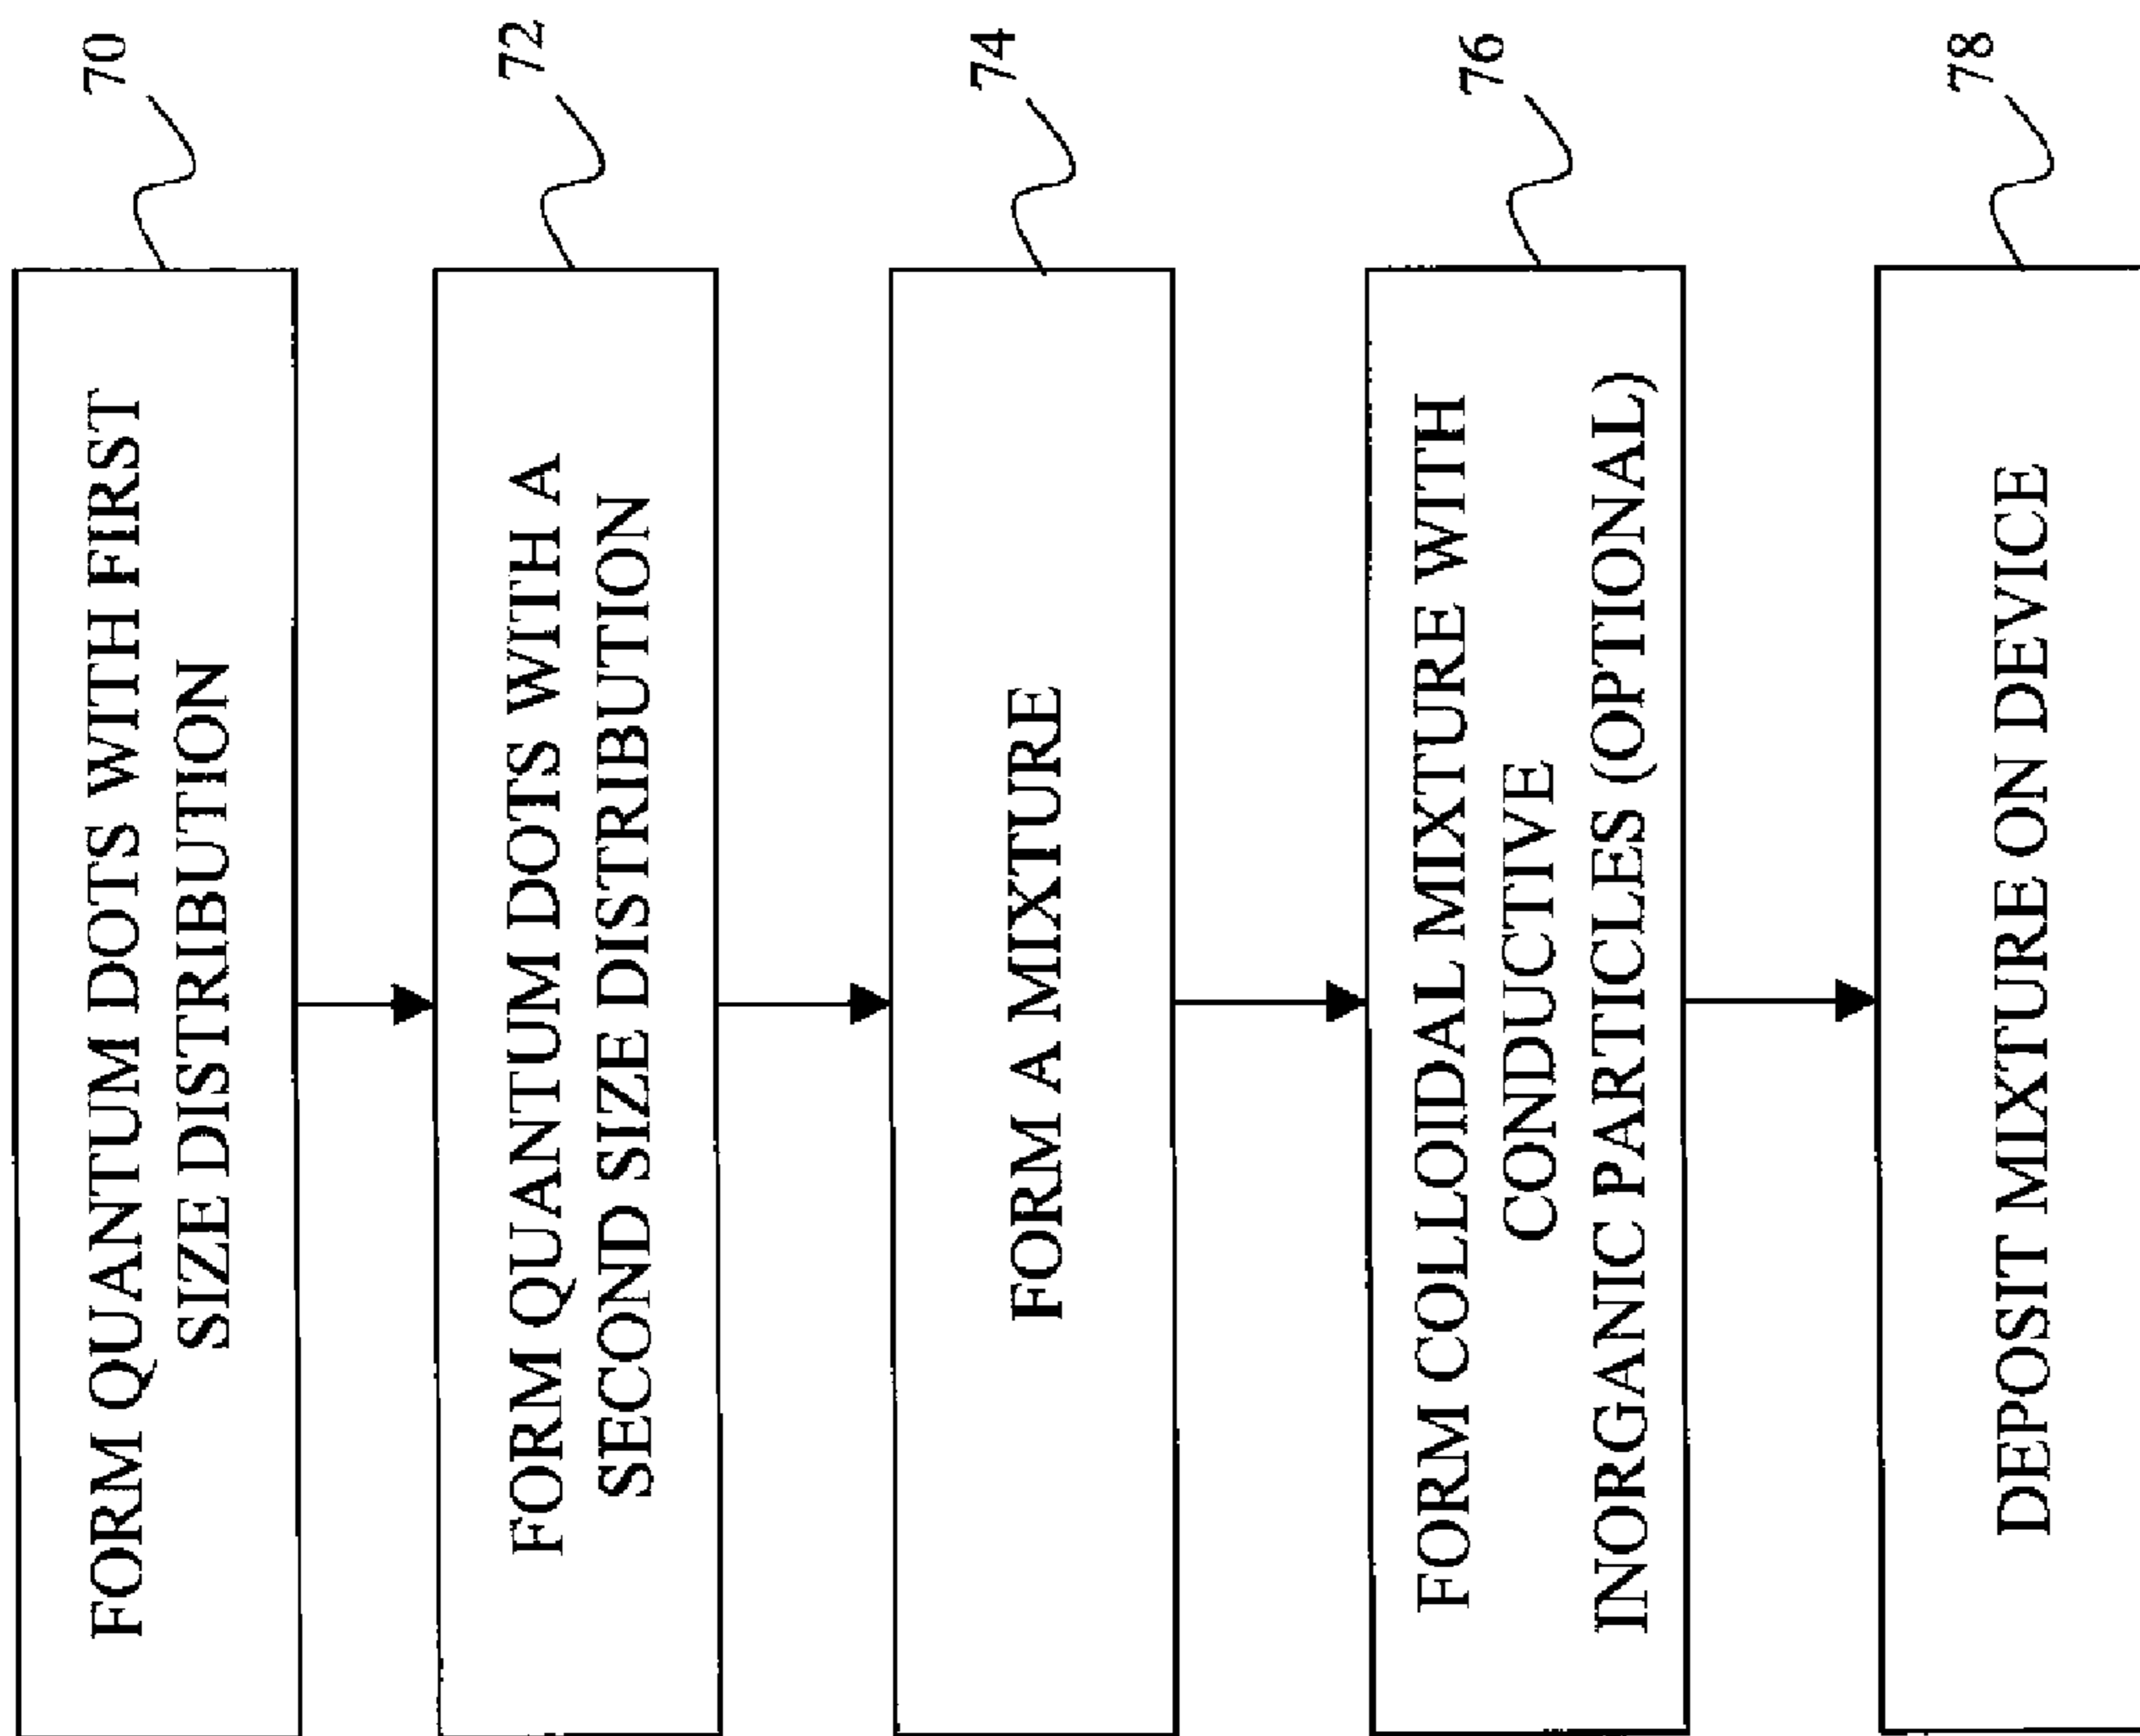 FORM QUANTUM DOTS WITH FIRST
SIZE DISTRIBUTION
70
FORM QUANTUM DOTS WITH A
SECOND SIZE DISTRIBUTION
72
FORM A MIXTURE
74
FORM COLLOIDAL MIXTURE WITH
CONDUCTIVE
INORGANIC PARTICLES (OPTIONAL)
76
DEPOSIT MIXTURE ON DEVICE
78